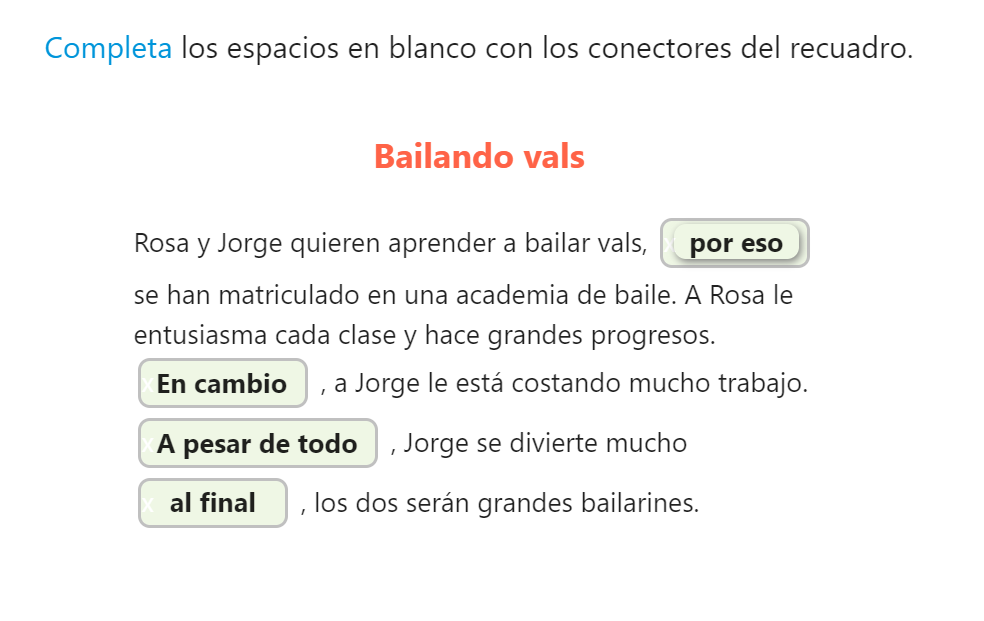 Completa los espacios en blanco con los conectores del recuadro.
Bailando vals
Rosa y Jorge quieren aprender a bailar vals, x por eso
se han matriculado en una academia de baile. A Rosa le
entusiasma cada clase y hace grandes progresos.
x En cambio , a Jorge le está costando mucho trabajo.
x A pesar de todo , Jorge se divierte mucho
x al final , los dos serán grandes bailarines.